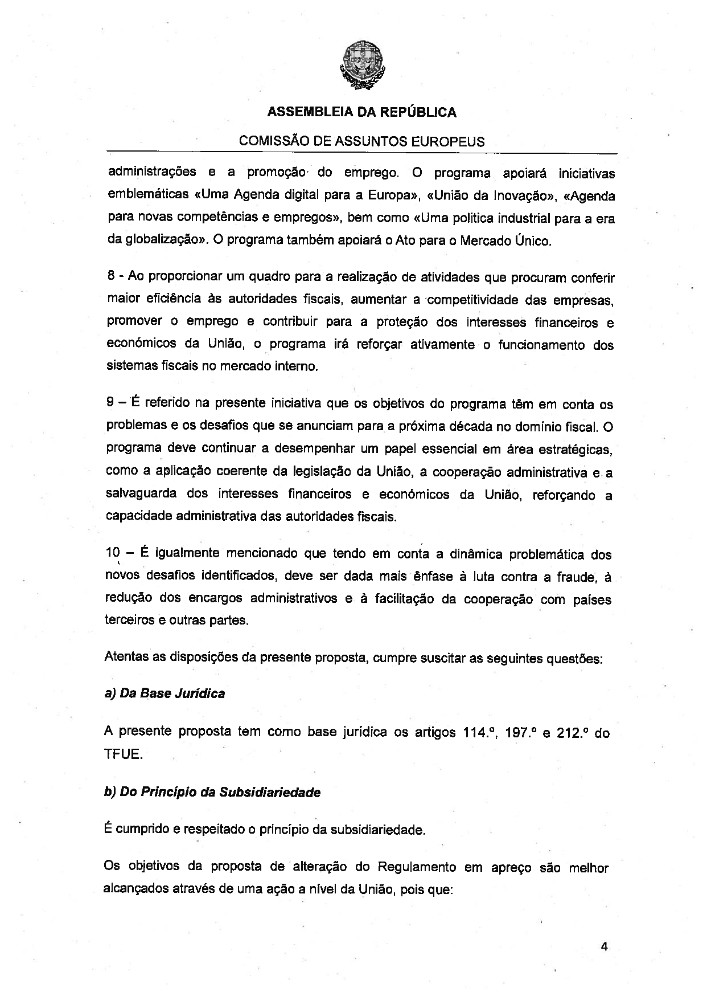 ASSEMBLEIA DA REPÚBLICA
COMISSÃO DE ASSUNTOS EUROPEUS
administrações e a promoção do emprego. O programa apoiará iniciativas
emblemáticas «Uma Agenda digital para a Europa», «União da Inovação», «Agenda
para novas competências e empregos», bem como «Uma politica industrial para a era
da globalização». O programa também apoiará o Ato para o Mercado Único.
8 - Ao proporcionar um quadro para a realização de atividades que procuram conferir
maior eficiência às autoridades fiscais, aumentar a competitividade das empresas,
promover o emprego e contribuir para a proteção dos interesses financeiros e
económicos da União, o programa irá reforçar ativamente o funcionamento dos
sistemas fiscais no mercado interno.
9 – É referido na presente iniciativa que os objetivos do programa têm em conta os
problemas e os desafios que se anunciam para a próxima década no domínio fiscal. O
programa deve continuar a desempenhar um papel essencial em área estratégicas,
como a aplicação coerente da legislação da União, a cooperação administrativa e a
salvaguarda dos interesses financeiros e económicos da União, reforçando a
capacidade administrativa das autoridades fiscais.
10 – É igualmente mencionado que tendo em conta a dinâmica problemática dos
novos desafios identificados, deve ser dada mais ênfase à luta contra a fraude, à
redução dos encargos administrativos e à facilitação da cooperação com países
terceiros e outras partes.
Atentas as disposições da presente proposta, cumpre suscitar as seguintes questões:
a) Da Base Jurídica
A presente proposta tem como base jurídica os artigos 114.º, 197.º e 212.º do
TFUE.
b) Do Princípio da Subsidiariedade
É cumprido e respeitado o princípio da subsidiariedade.
Os objetivos da proposta de alteração do Regulamento em apreço são melhor
alcançados através de uma ação a nível da União, pois que:
4